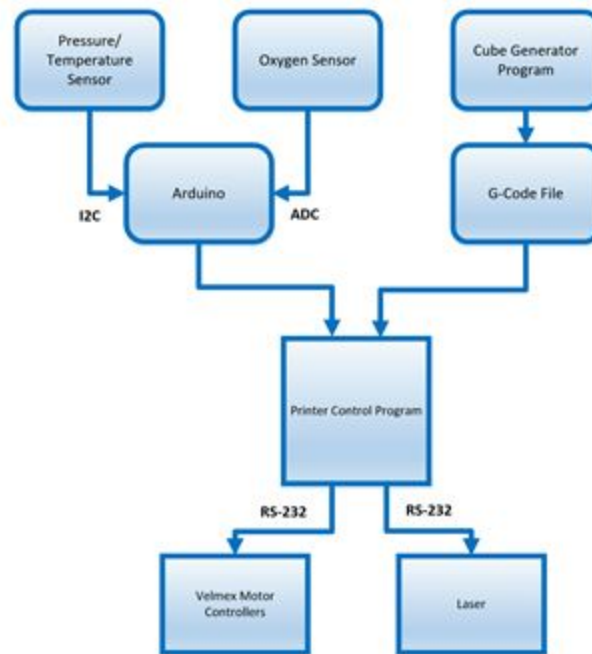 Pressure/
Temperature
Sensor
Oxygen Sensor
Cube Generator
Program
Arduino
G-Code File
I2C
ADC
Printer Control Program
RS-232
RS-232
Velmex Motor
Controllers
Laser